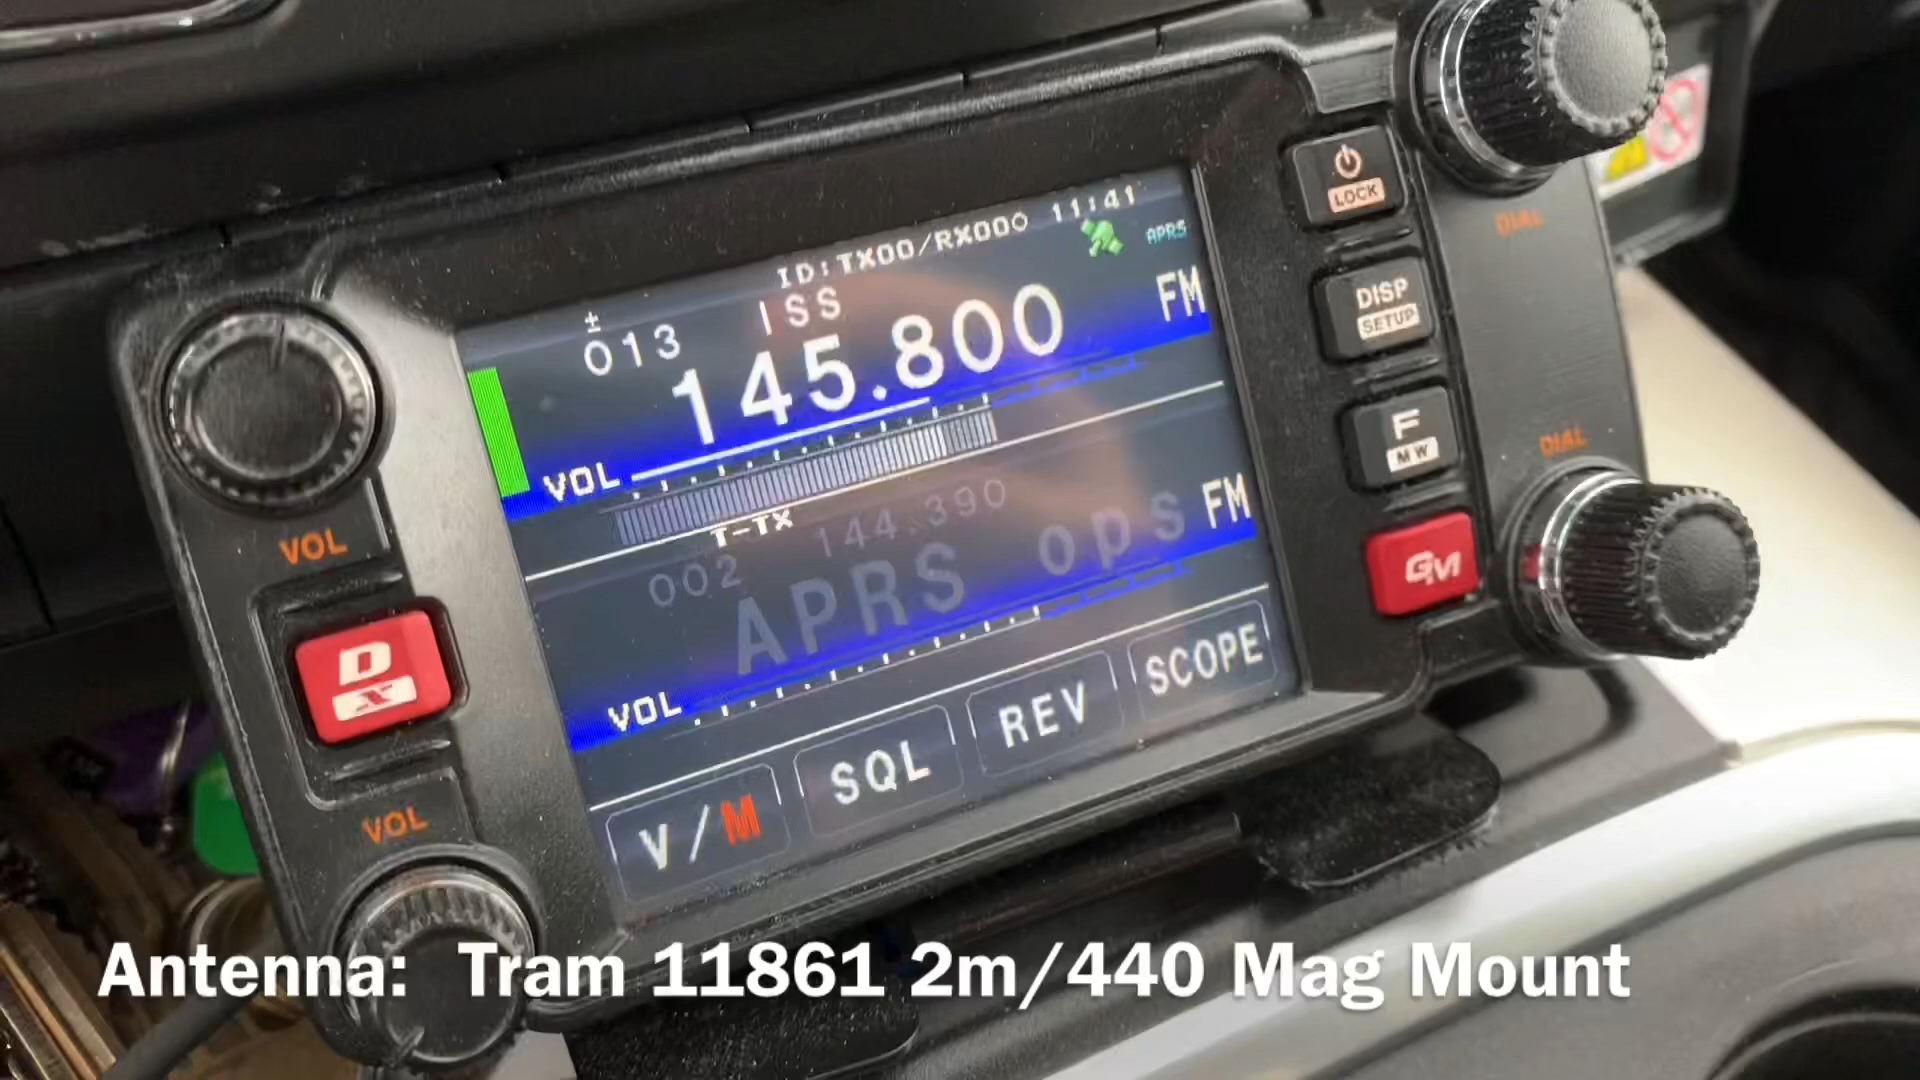 ID:TX00/RX000 11:41
APRS
± 013 ISS
145.800 FM
VOL
T-TX
002 144.390
APRS ops FM
VOL
V/M SQL REV SCOPE
VOL
D
X
VOL
LOCK
DISP
SETUP
F
MW
GM
DIAL
DIAL
Antenna: Tram 11861 2m/440 Mag Mount